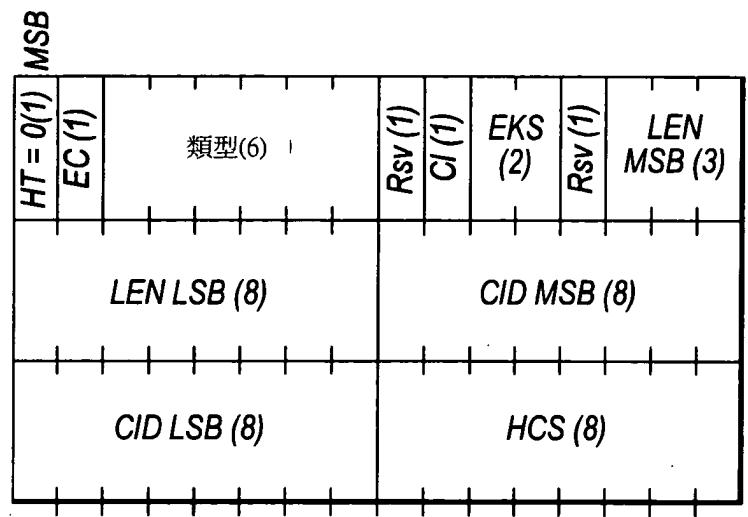 MSB
HT = 0(1)
EC (1)
類型(6)
Rsv (1)
CI (1)
EKS
(2)
Rsv (1)
LEN
MSB (3)
LEN LSB (8)
CID MSB (8)
CID LSB (8)
HCS (8)